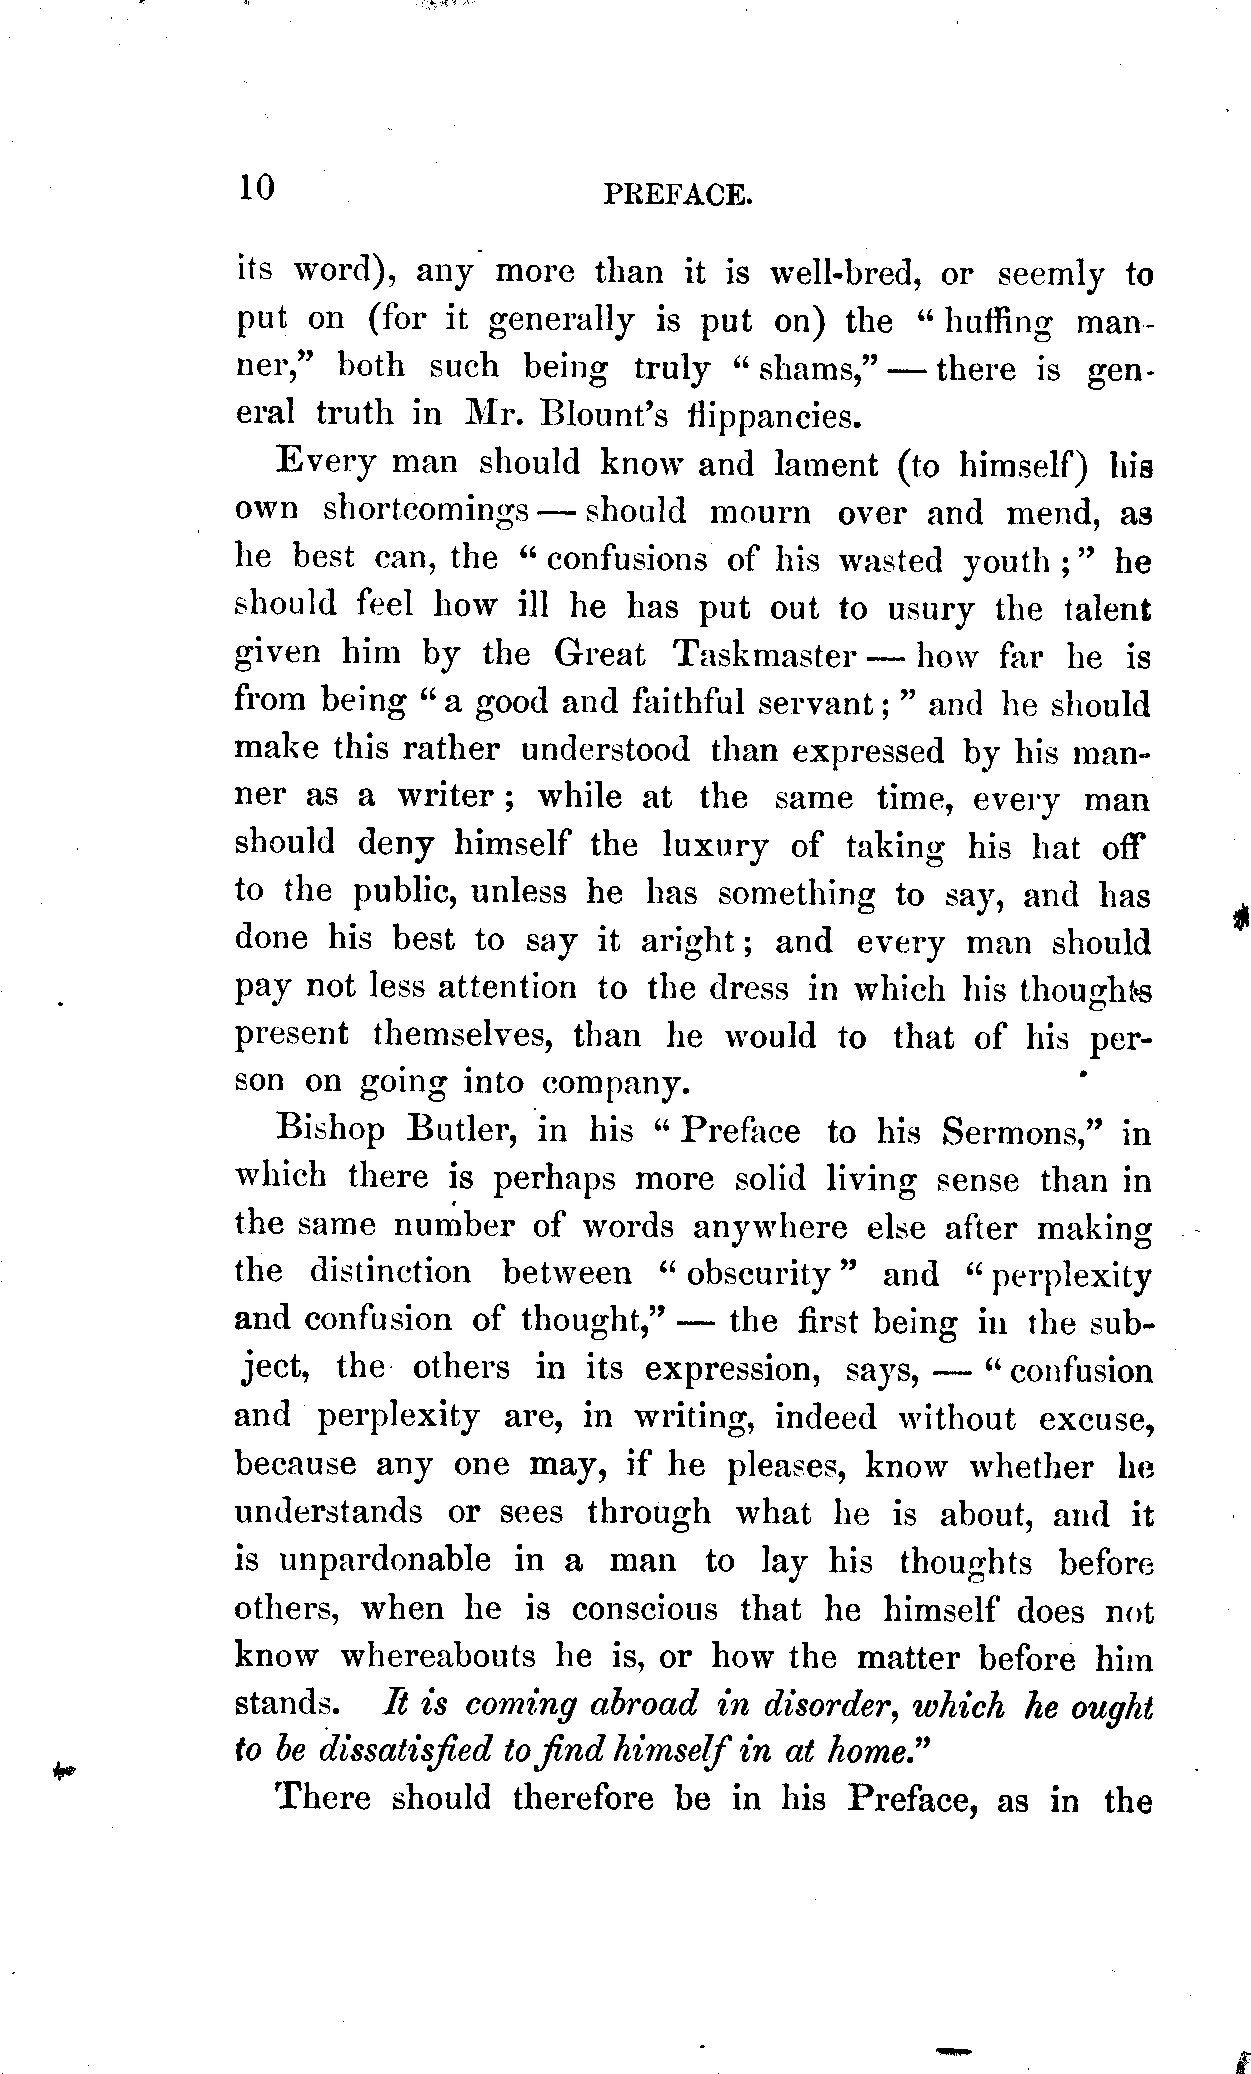 10 PREFACE.
its word), any more than it is well-bred, or seemly to
put on (for it generally is put on) the “ huffing man-
ner,” both such being truly “ shams,” — there is gen-
eral truth in Mr. Blount’s flippancies.
Every man should know and lament (to himself) his
own shortcomings — should mourn over and mend, as
he best can, the “ confusions of his wasted youth ; ” he
should feel how ill he has put out to usury the talent
given him by the Great Taskmaster — how far he is
from being “ a good and faithful servant ; ” and he should
make this rather understood than expressed by his man-
ner as a writer ; while at the same time, every man
should deny himself the luxury of taking his hat off
to the public, unless he has something to say, and has
done his best to say it aright ; and every man should
pay not less attention to the dress in which his thoughts
present themselves, than he would to that of his per-
son on going into company.
Bishop Butler, in his “ Preface to his Sermons,” in
which there is perhaps more solid living sense than in
the same number of words anywhere else after making
the distinction between “ obscurity ” and “ perplexity
and confusion of thought,” — the first being in the sub-
ject, the others in its expression, says, — “ confusion
and perplexity are, in writing, indeed without excuse,
because any one may, if he pleases, know whether he
understands or sees through what he is about, and it
is unpardonable in a man to lay his thoughts before
others, when he is conscious that he himself does not
know whereabouts he is, or how the matter before him
stands. It is coming abroad in disorder, which he ought
to be dissatisfied to find himself in at home.”
There should therefore be in his Preface, as in the